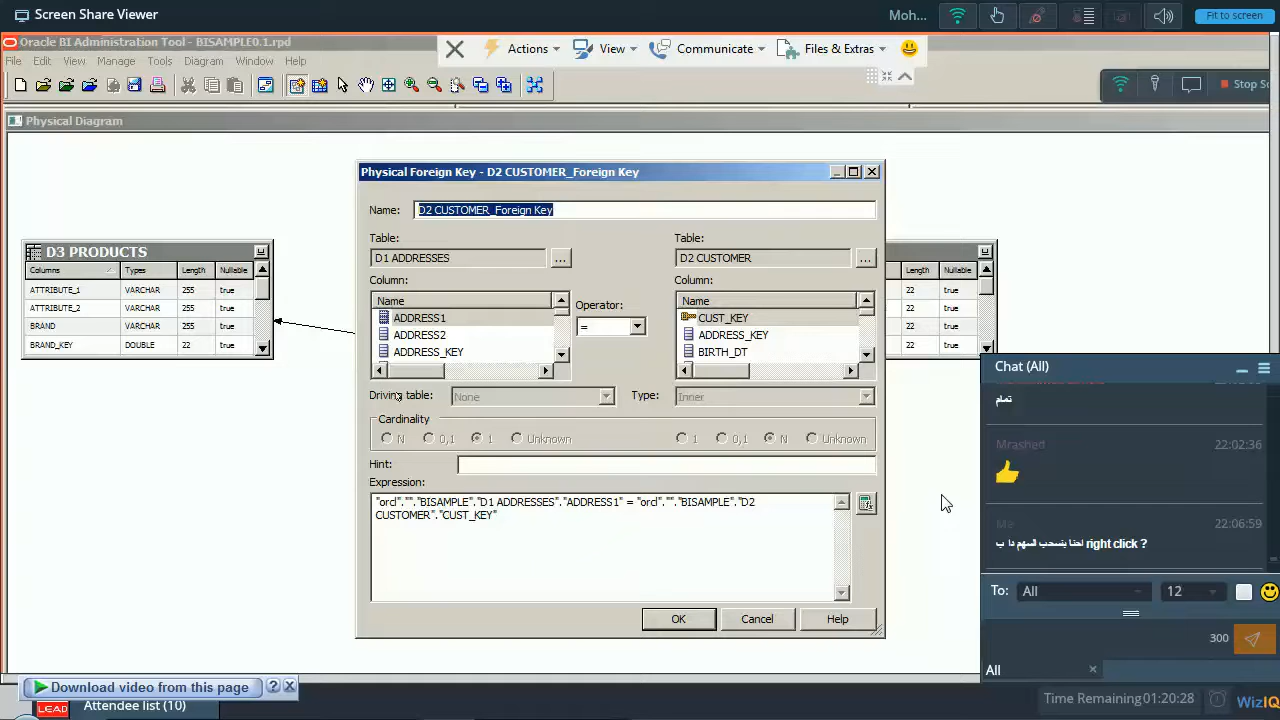 Screen Share Viewer
Moh...
Fit to screen
Oracle BI Administration Tool - BISAMPLE0.1.rpd
Actions
View
Communicate
Files & Extras
File Edit View Manage Tools Diagram Window Help
Stop S
Physical Diagram
Physical Foreign Key - D2 CUSTOMER_Foreign Key
Name: D2 CUSTOMER_Foreign Key
Table:
D1 ADDRESSES
...
Table:
D2 CUSTOMER
...
Column:
Name
ADDRESS1
ADDRESS2
ADDRESS_KEY
Operator:
=
Column:
Name
CUST_KEY
ADDRESS_KEY
BIRTH_DT
Driving table: None
Type: Inner
Cardinality
N 0,1 1 Unknown
1 0,1 N Unknown
Hint:
Expression:
"orcl"."".​"BISAMPLE"."D1 ADDRESSES"."ADDRESS1" = "orcl"."".​"BISAMPLE"."D2
CUSTOMER"."CUST_KEY"
OK
Cancel
Help
D3 PRODUCTS
Columns Types Length Nullable
ATTRIBUTE_1 VARCHAR 255 true
ATTRIBUTE_2 VARCHAR 255 true
BRAND VARCHAR 255 true
BRAND_KEY DOUBLE 22 true
Length Nullable
22 true
22 true
22 true
22 true
Chat (All)
تمام
Mrashed 22:02:36
Me 22:06:59
احنا بنسحب السهم دا ب right click ?
To: All 12
300
All
Download video from this page
?
LEAD
Attendee list (10)
Time Remaining 01:20:28
WizIQ